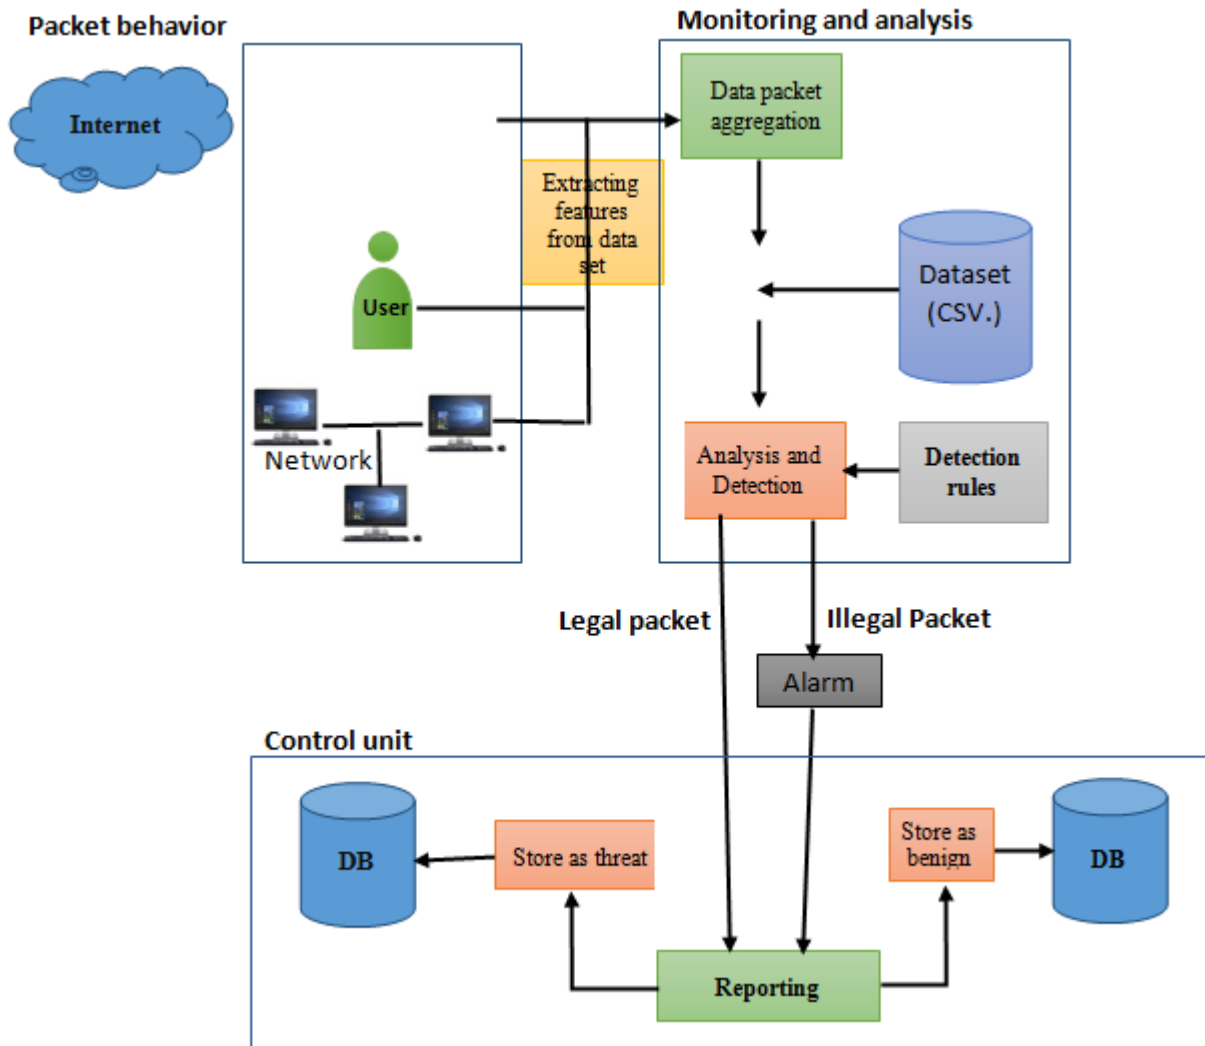 Packet behavior
Monitoring and analysis
Internet
Data packet
aggregation
Extracting
features
from data
set
User
Dataset
(CSV.)
Network
Analysis and
Detection
Detection
rules
Legal packet
Illegal Packet
Alarm
Control unit
DB
Store as threat
Store as
benign
DB
Reporting